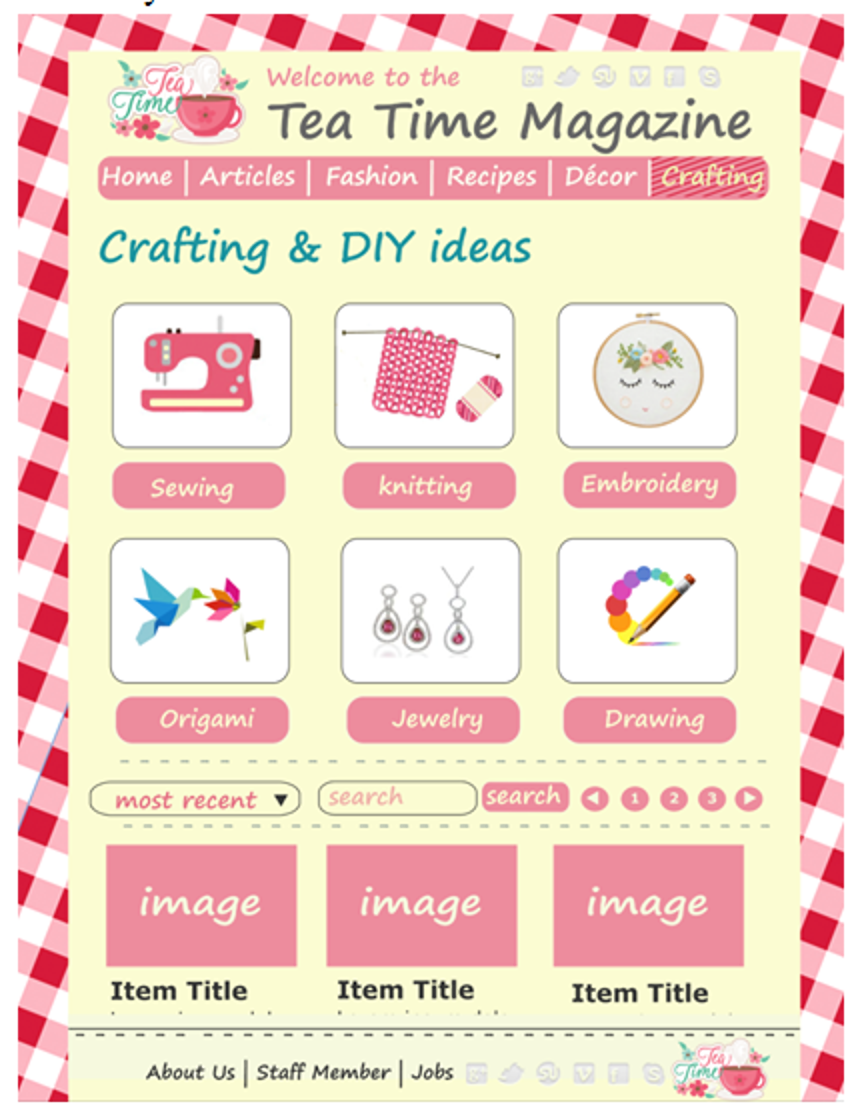 Tea
Time
Welcome to the
Tea Time Magazine
Home | Articles | Fashion | Recipes | Décor | Crafting
Crafting & DIY ideas
Sewing knitting Embroidery
Origami Jewelry Drawing
most recent ▼ search search ◀ 1 2 3 ▶
image image image
Item Title Item Title Item Title
About Us | Staff Member | Jobs
Tea
Time